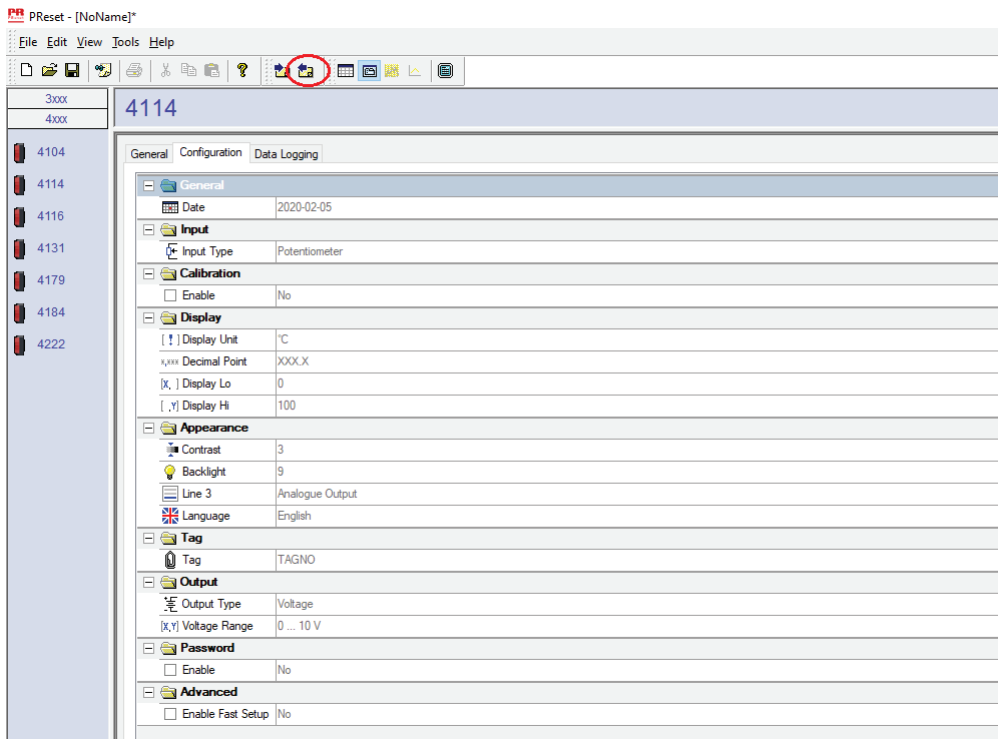 PR PReset - [NoName]*
File Edit View Tools Help
3xxx
4xxx
4104
4114
4116
4131
4179
4184
4222
4114
General Configuration Data Logging
General
Date 2020-02-05
Input
Input Type Potentiometer
Calibration
Enable No
Display
[ ! ] Display Unit °C
x,xxx Decimal Point XXX.X
[X, ] Display Lo 0
[ ,Y] Display Hi 100
Appearance
Contrast 3
Backlight 9
Line 3 Analogue Output
Language English
Tag
Tag TAGNO
Output
Output Type Voltage
[X,Y] Voltage Range 0 ... 10 V
Password
Enable No
Advanced
Enable Fast Setup No